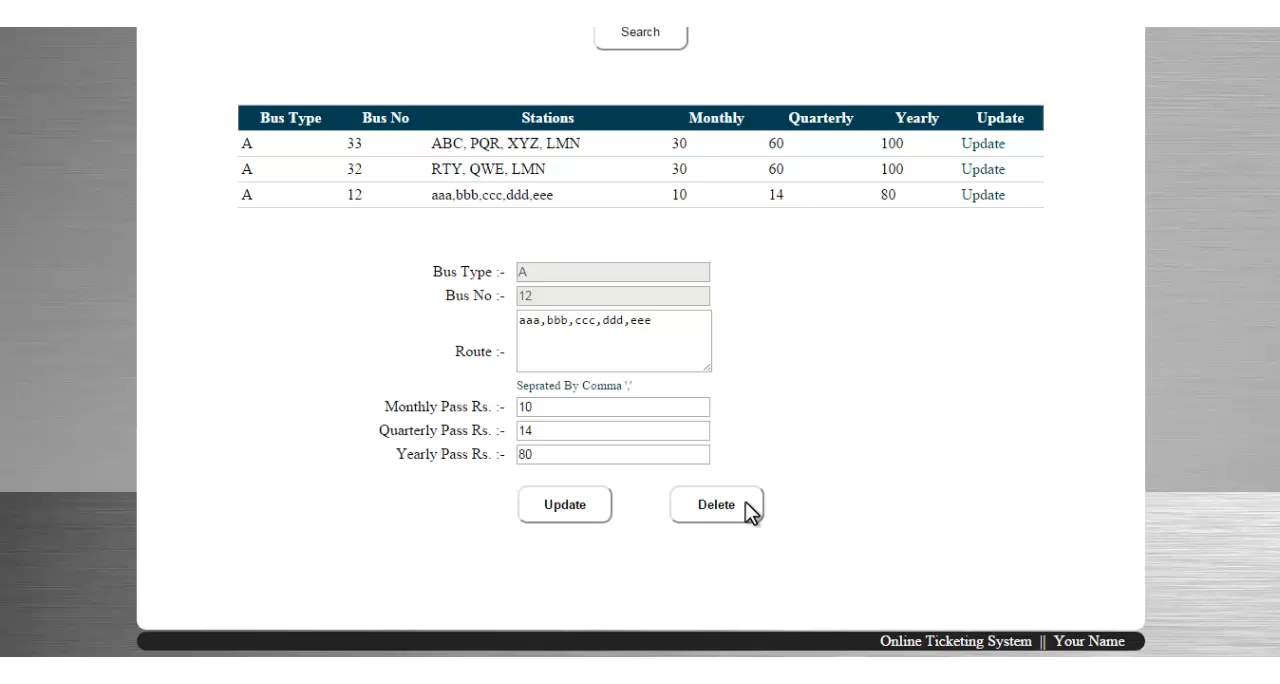 Search
Bus Type Bus No Stations Monthly Quarterly Yearly Update
A 33 ABC, PQR, XYZ, LMN 30 60 100 Update
A 32 RTY, QWE, LMN 30 60 100 Update
A 12 aaa,bbb,ccc,ddd,eee 10 14 80 Update
Bus Type :- A
Bus No :- 12
aaa,bbb,ccc,ddd,eee
Route :-
Seprated By Comma ','
Monthly Pass Rs. :- 10
Quarterly Pass Rs. :- 14
Yearly Pass Rs. :- 80
Update Delete
Online Ticketing System || Your Name